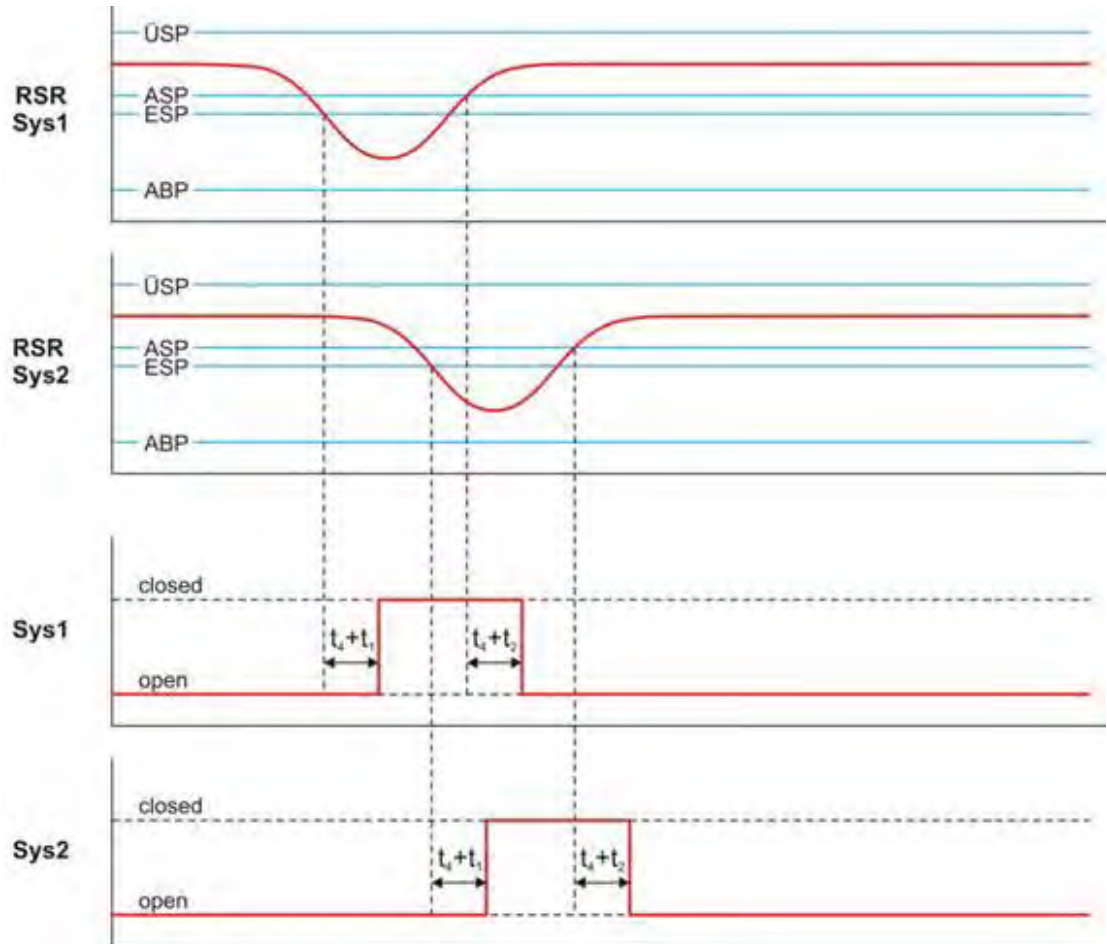 ÜSP
RSR
Sys1
ASP
ESP
ABP
ÜSP
RSR
Sys2
ASP
ESP
ABP
closed
Sys1
t₄+t₁
t₄+t₂
open
closed
Sys2
t₄+t₁
t₄+t₂
open